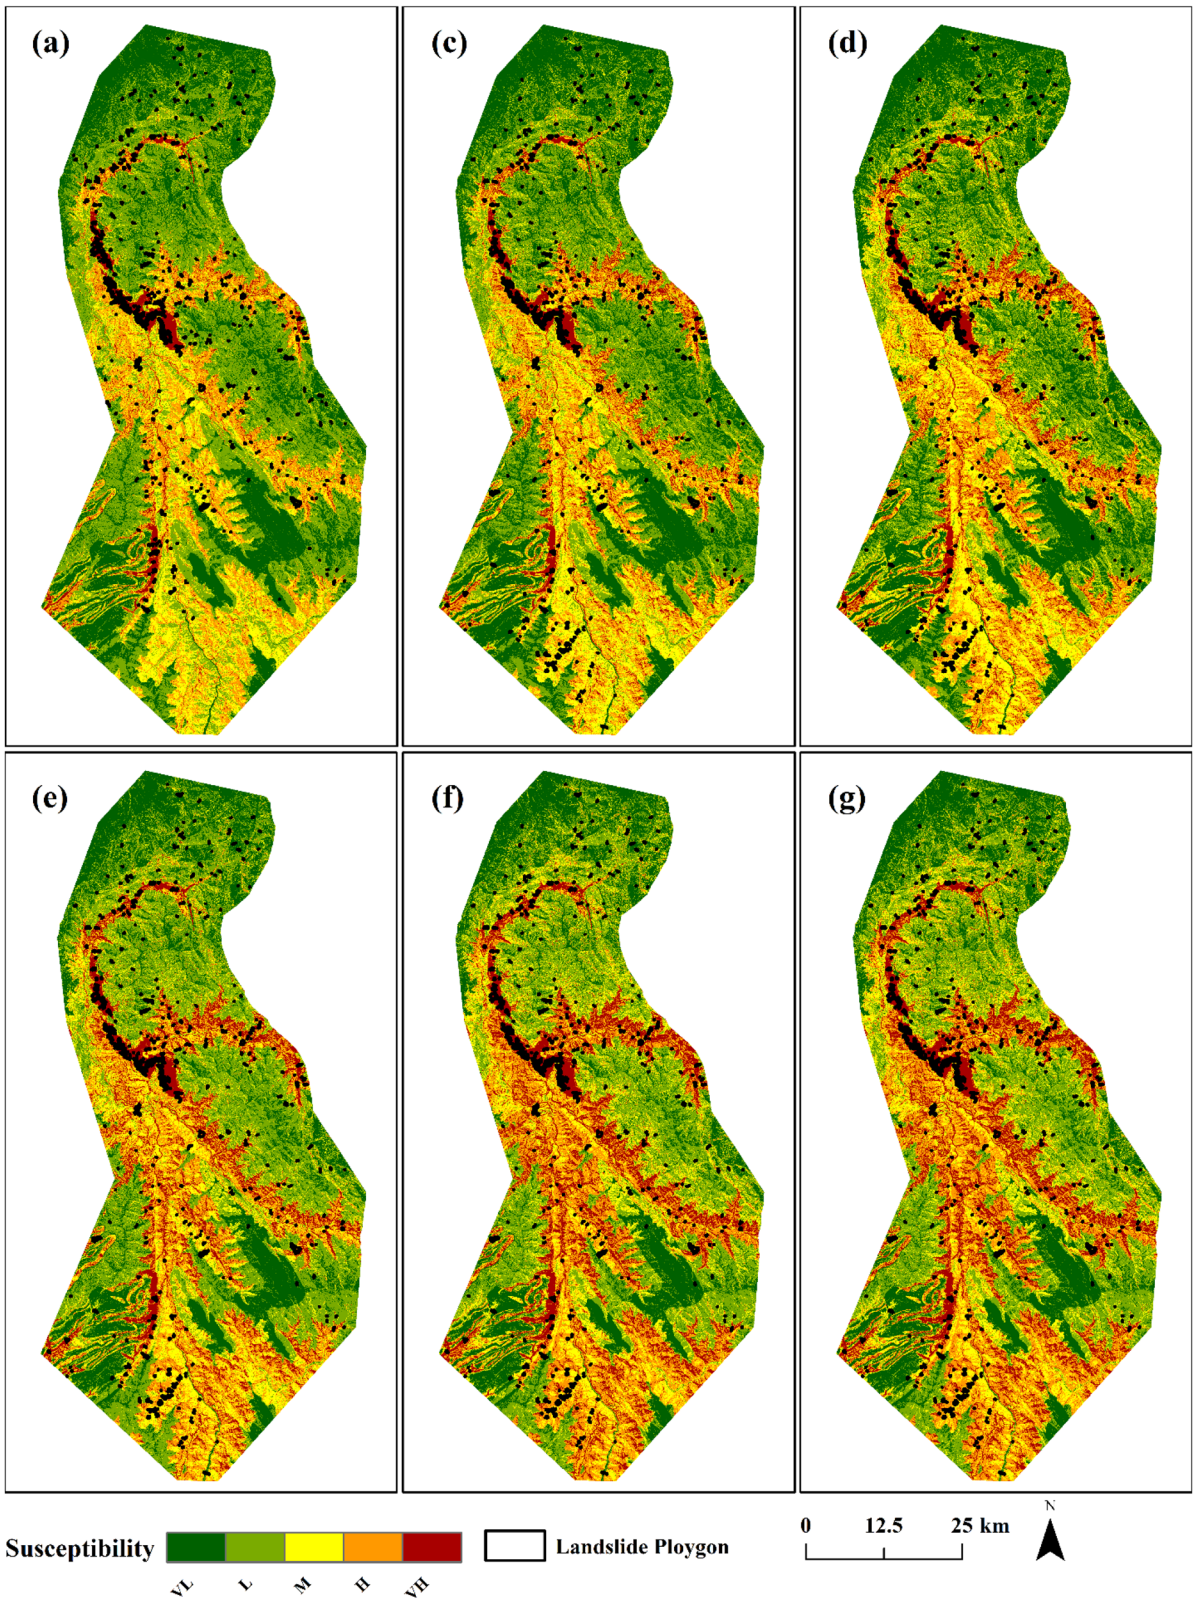 (a)
(c)
(d)
(e)
(f)
(g)
Susceptibility
VL
L
M
H
VH
Landslide Ploygon
0 12.5 25 km
N